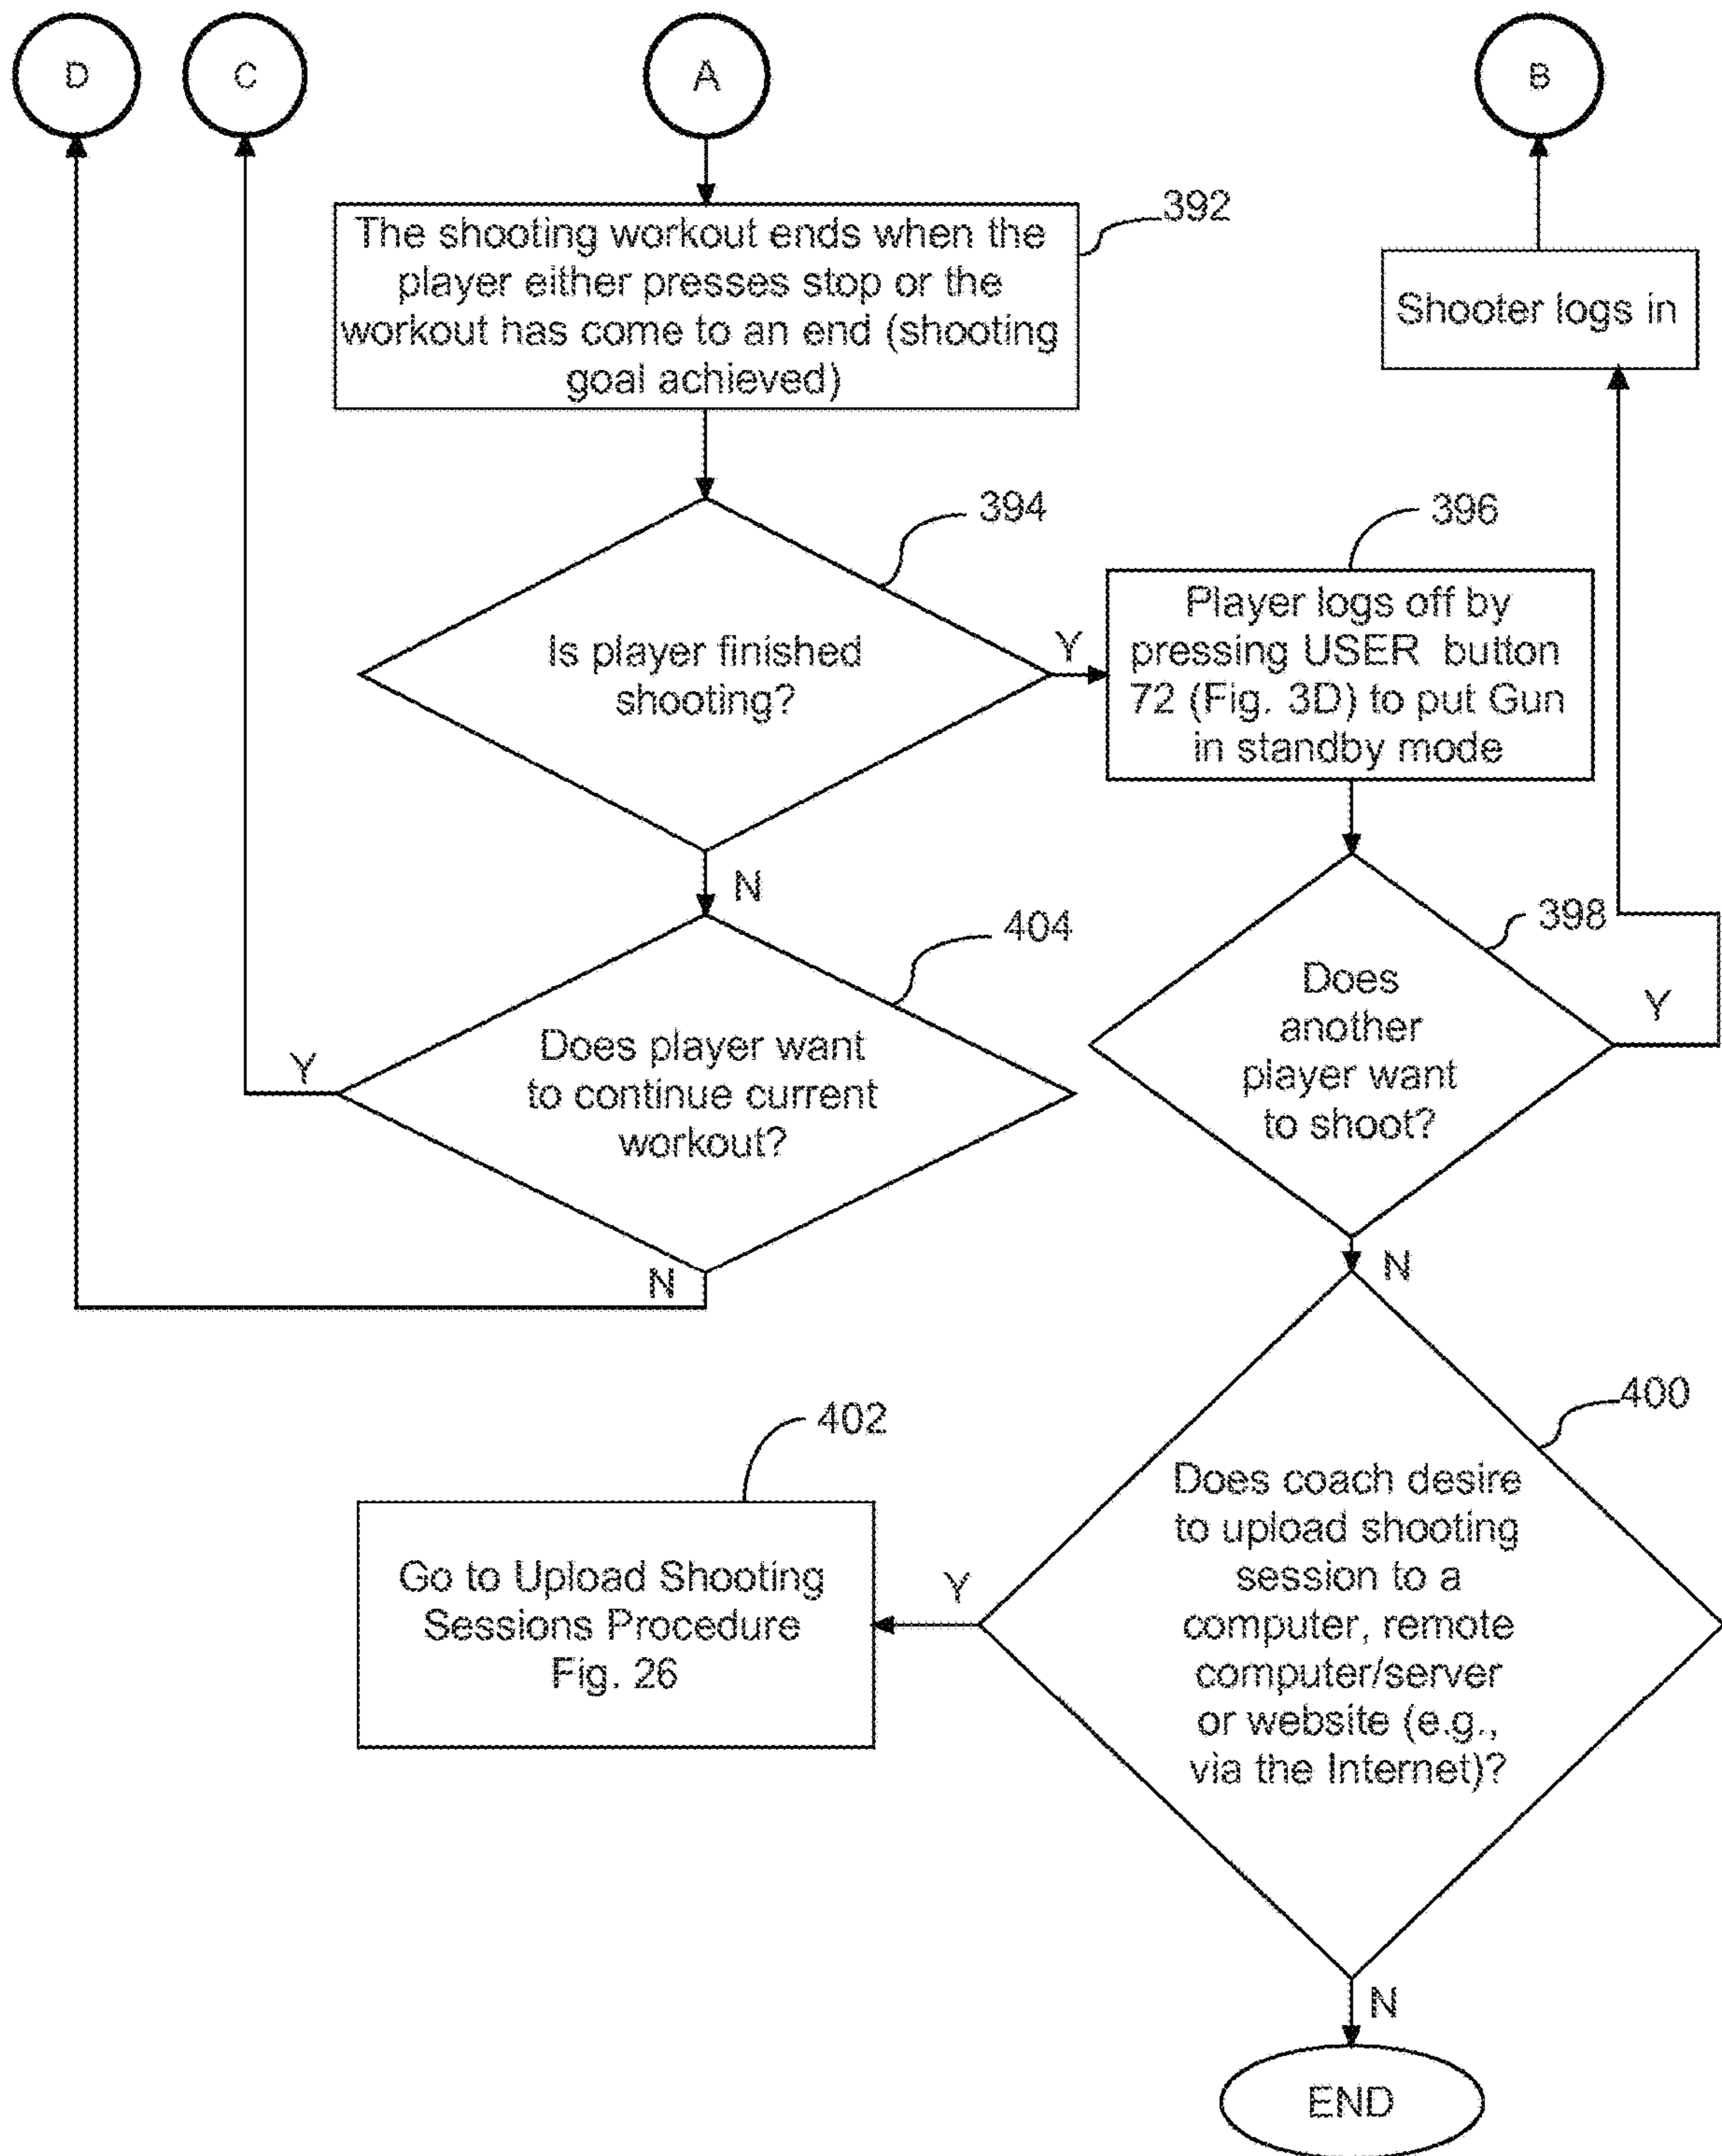 D
C
A
B
392
The shooting workout ends when the
player either presses stop or the
workout has come to an end (shooting
goal achieved)
Shooter logs in
394
Is player finished
shooting?
Y
396
Player logs off by
pressing USER button
72 (Fig. 3D) to put Gun
in standby mode
N
404
Does player want
to continue current
workout?
Y
N
398
Does
another
player want
to shoot?
Y
N
400
Does coach desire
to upload shooting
session to a
computer, remote
computer/server
or website (e.g.,
via the Internet)?
Y
402
Go to Upload Shooting
Sessions Procedure
Fig. 26
N
END